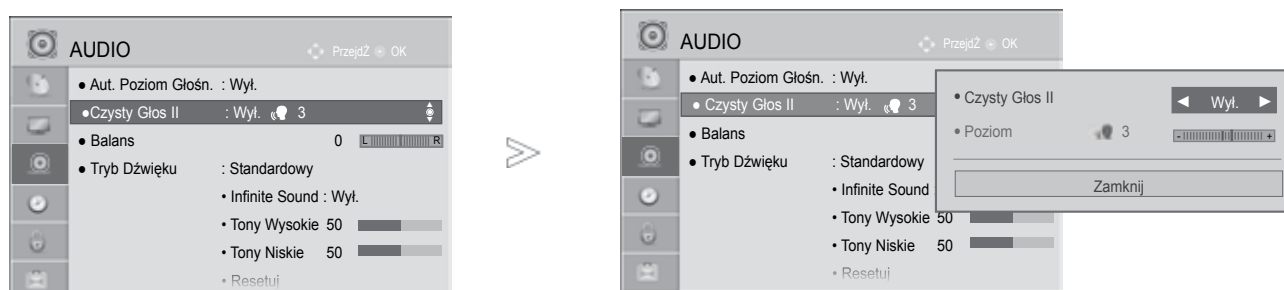 AUDIO
PrzejdŹ OK
● Aut. Poziom Głośn. : Wył.
●Czysty Głos II : Wył. 3
● Balans 0 L R
● Tryb Dźwięku : Standardowy
• Infinite Sound : Wył.
• Tony Wysokie 50
• Tony Niskie 50
• Resetuj
>
AUDIO
PrzejdŹ OK
● Aut. Poziom Głośn. : Wył.
● Czysty Głos II : Wył. 3
● Balans
● Tryb Dźwięku : Standardowy
• Infinite Sound :
• Tony Wysokie 50
• Tony Niskie 50
• Resetuj
• Czysty Głos II ◄ Wył. ►
• Poziom 3 - +
Zamknij